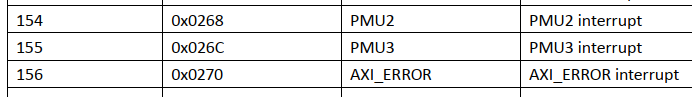 154 0x0268 PMU2 PMU2 interrupt
155 0x026C PMU3 PMU3 interrupt
156 0x0270 AXI_ERROR AXI_ERROR interrupt